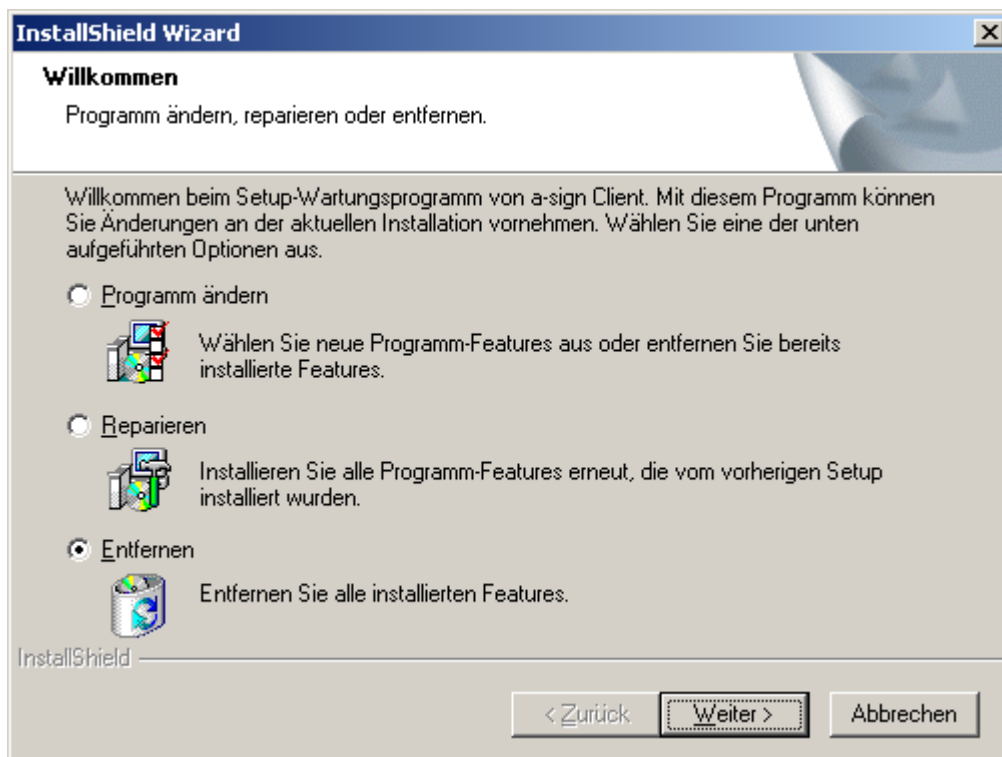 InstallShield Wizard
Willkommen
Programm ändern, reparieren oder entfernen.
Willkommen beim Setup-Wartungsprogramm von a-sign Client. Mit diesem Programm können
Sie Änderungen an der aktuellen Installation vornehmen. Wählen Sie eine der unten
aufgeführten Optionen aus.
Programm ändern
Wählen Sie neue Programm-Features aus oder entfernen Sie bereits
installierte Features.
Reparieren
Installieren Sie alle Programm-Features erneut, die vom vorherigen Setup
installiert wurden.
Entfernen
Entfernen Sie alle installierten Features.
InstallShield
< Zurück
Weiter >
Abbrechen